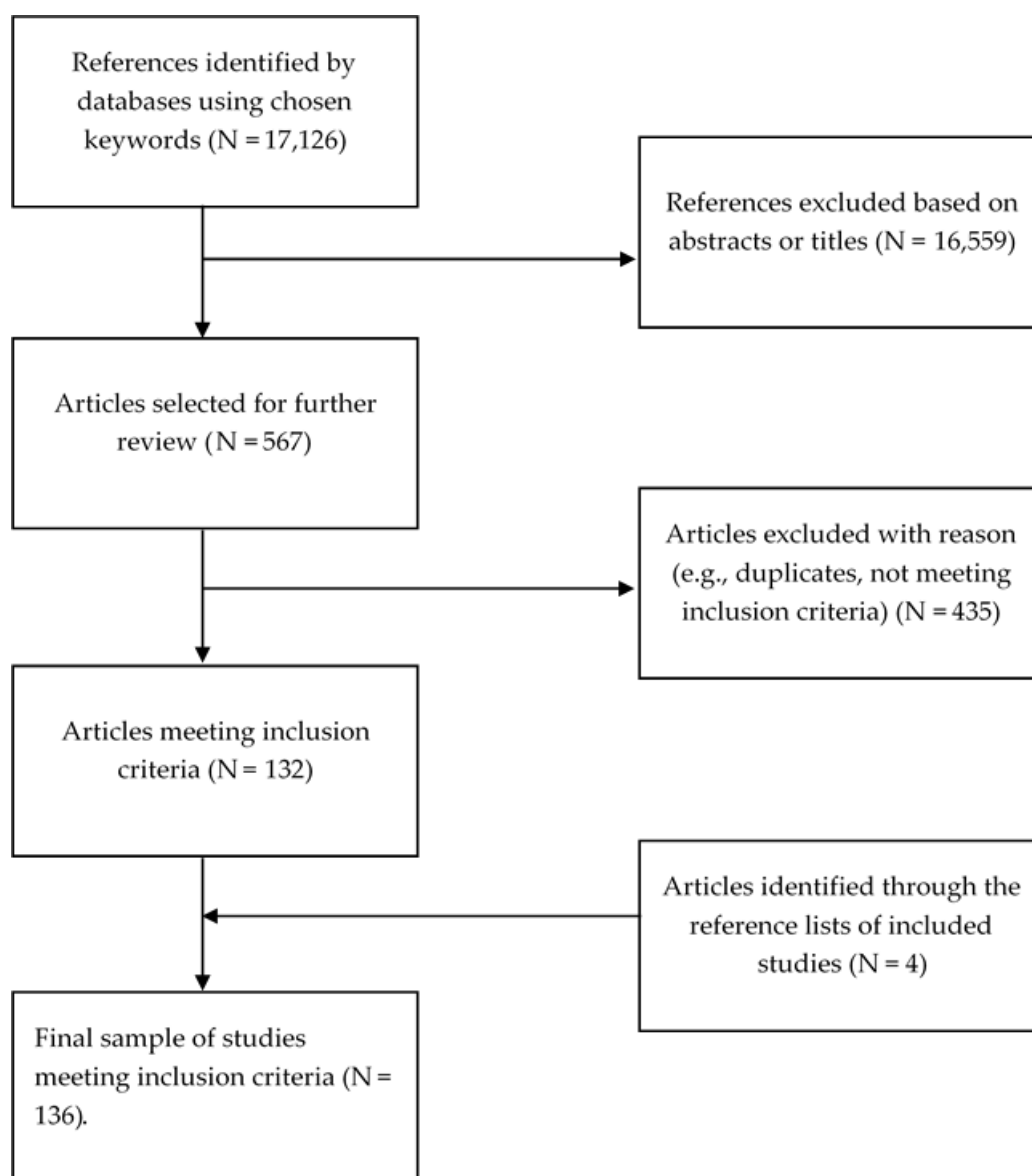 References identified by
databases using chosen
keywords (N = 17,126)
References excluded based on
abstracts or titles (N = 16,559)
Articles selected for further
review (N = 567)
Articles excluded with reason
(e.g., duplicates, not meeting
inclusion criteria) (N = 435)
Articles meeting inclusion
criteria (N = 132)
Articles identified through the
reference lists of included
studies (N = 4)
Final sample of studies
meeting inclusion criteria (N =
136).